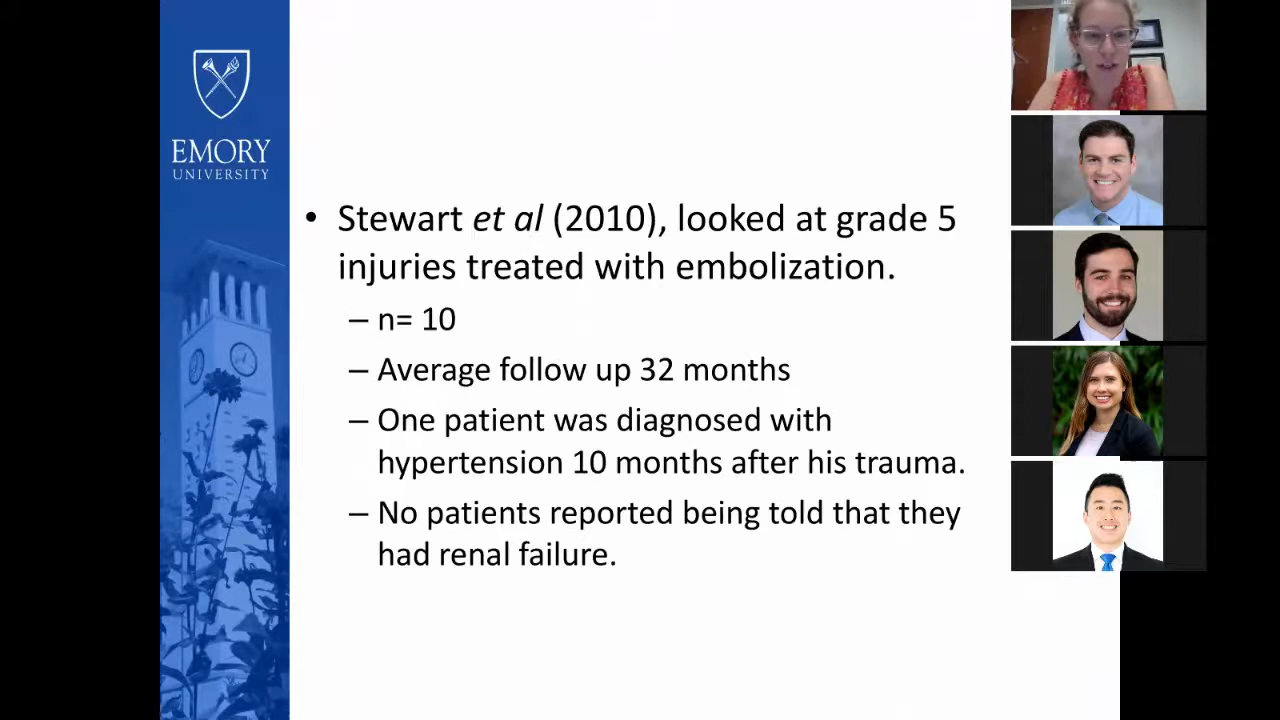 EMORY
UNIVERSITY
• Stewart et al (2010), looked at grade 5
injuries treated with embolization.
– n= 10
– Average follow up 32 months
– One patient was diagnosed with
hypertension 10 months after his trauma.
– No patients reported being told that they
had renal failure.